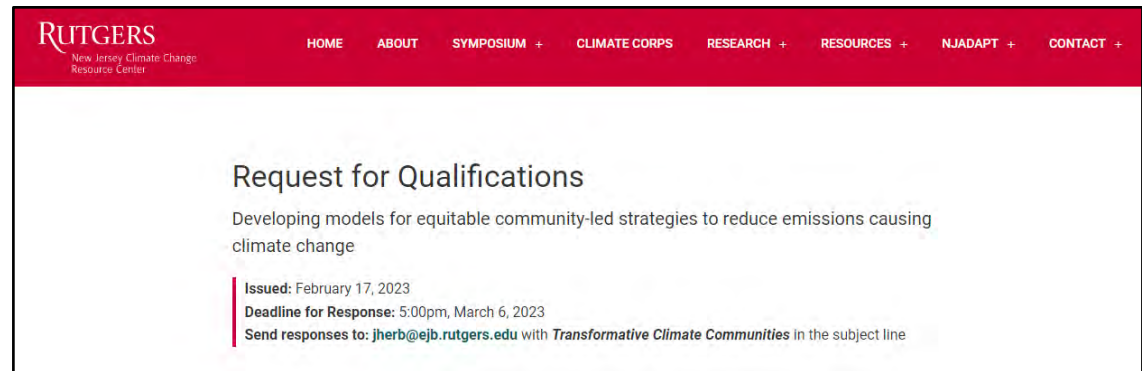 RUTGERS
New Jersey Climate Change
Resource Center
HOME ABOUT SYMPOSIUM + CLIMATE CORPS RESEARCH + RESOURCES + NJADAPT + CONTACT +
Request for Qualifications
Developing models for equitable community-led strategies to reduce emissions causing
climate change
Issued: February 17, 2023
Deadline for Response: 5:00pm, March 6, 2023
Send responses to: jherb@ejb.rutgers.edu with Transformative Climate Communities in the subject line